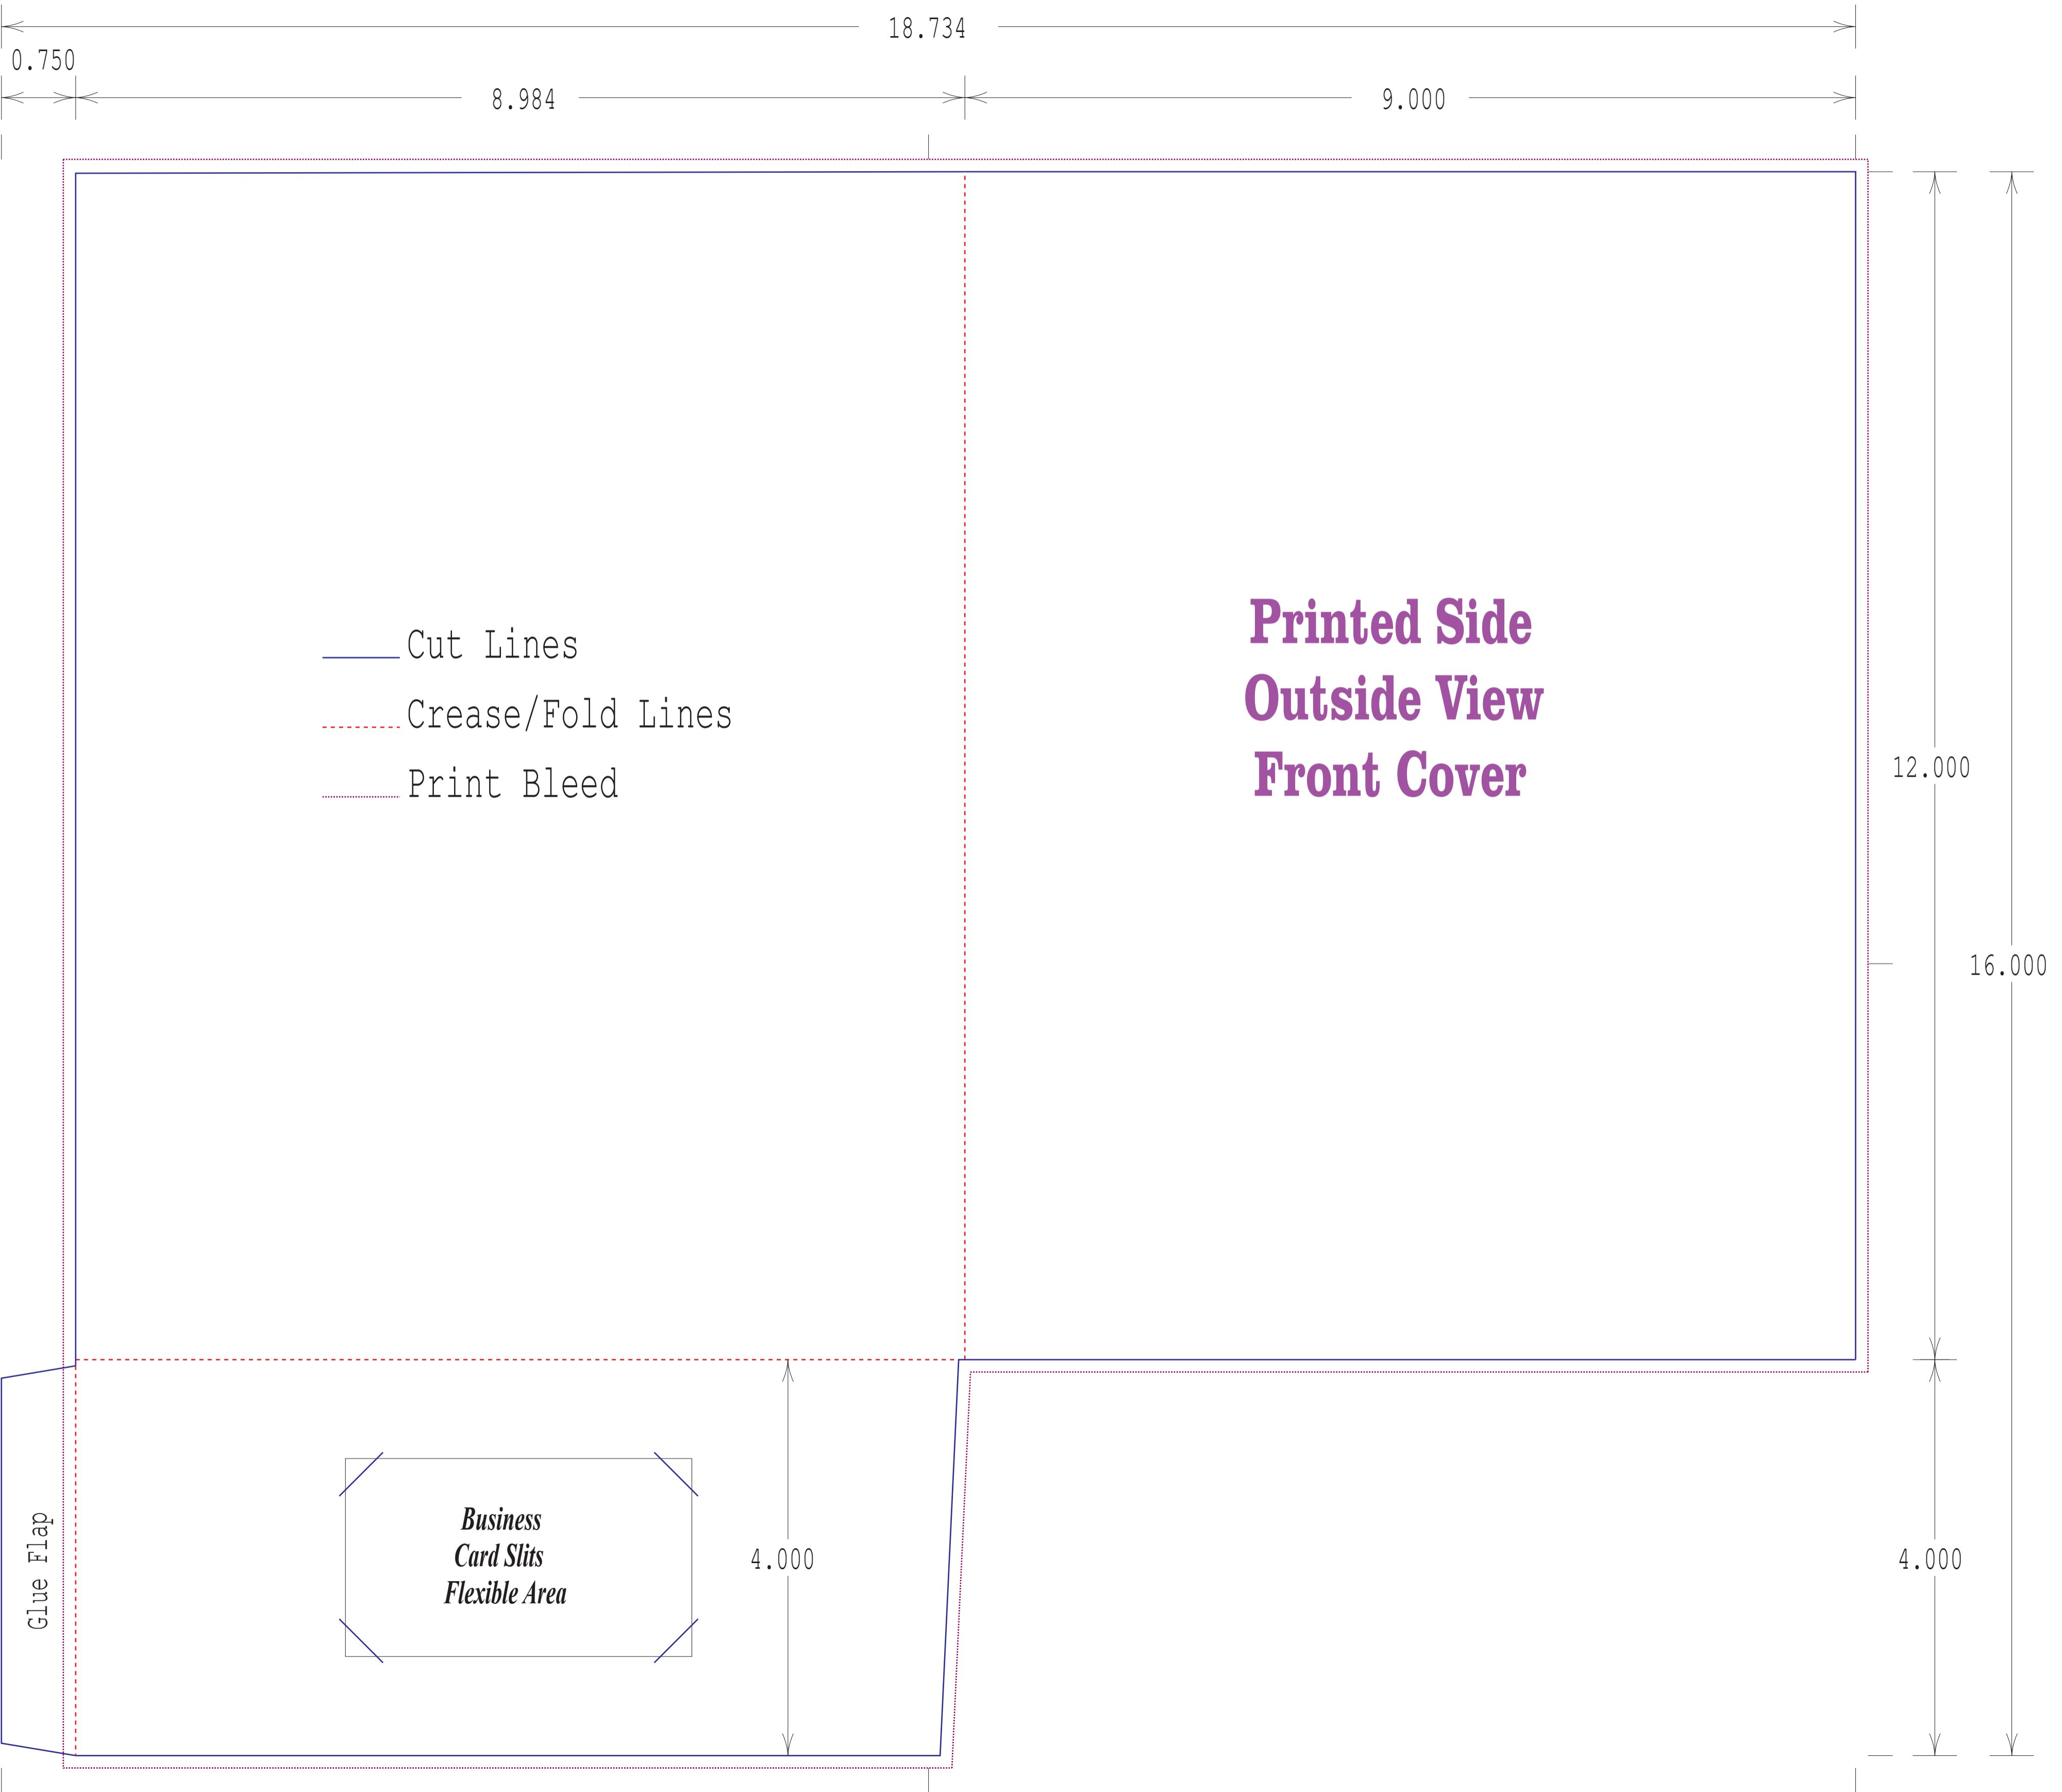 18.734
0.750
8.984
9.000
Cut Lines
Crease/Fold Lines
Print Bleed
Printed Side
Outside View
Front Cover
12.000
16.000
Glue Flap
Business
Card Slits
Flexible Area
4.000
4.000